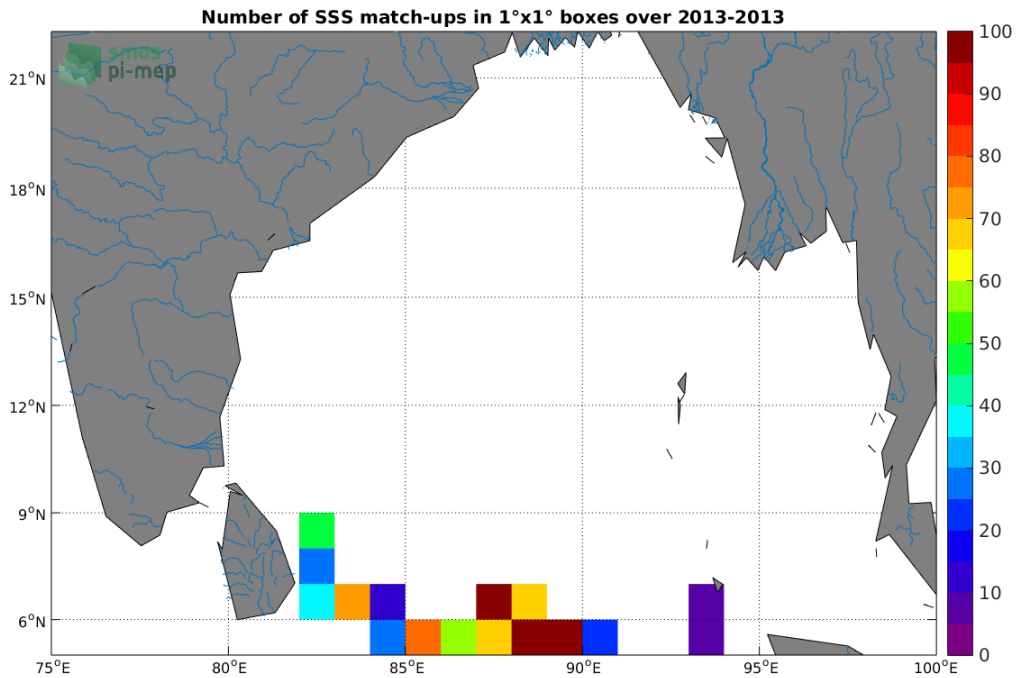 Number of SSS match-ups in 1°x1° boxes over 2013-2013
smos
pi-mep
21°N
18°N
15°N
12°N
9°N
6°N
75°E
80°E
85°E
90°E
95°E
100°E
100
90
80
70
60
50
40
30
20
10
0